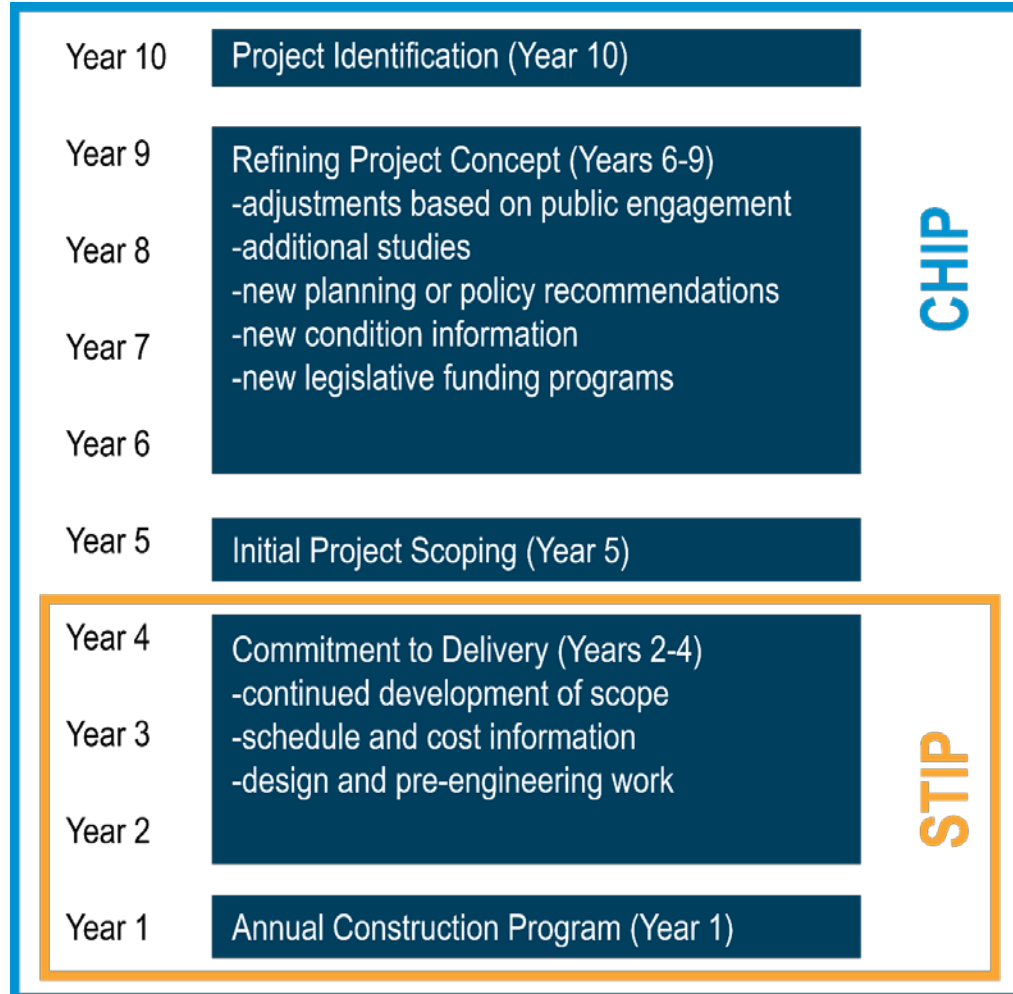 Year 10
Project Identification (Year 10)
Year 9
Refining Project Concept (Years 6-9)
-adjustments based on public engagement
Year 8
-additional studies
-new planning or policy recommendations
Year 7
-new condition information
-new legislative funding programs
Year 6
CHIP
Year 5
Initial Project Scoping (Year 5)
Year 4
Commitment to Delivery (Years 2-4)
-continued development of scope
Year 3
-schedule and cost information
-design and pre-engineering work
Year 2
STIP
Year 1
Annual Construction Program (Year 1)